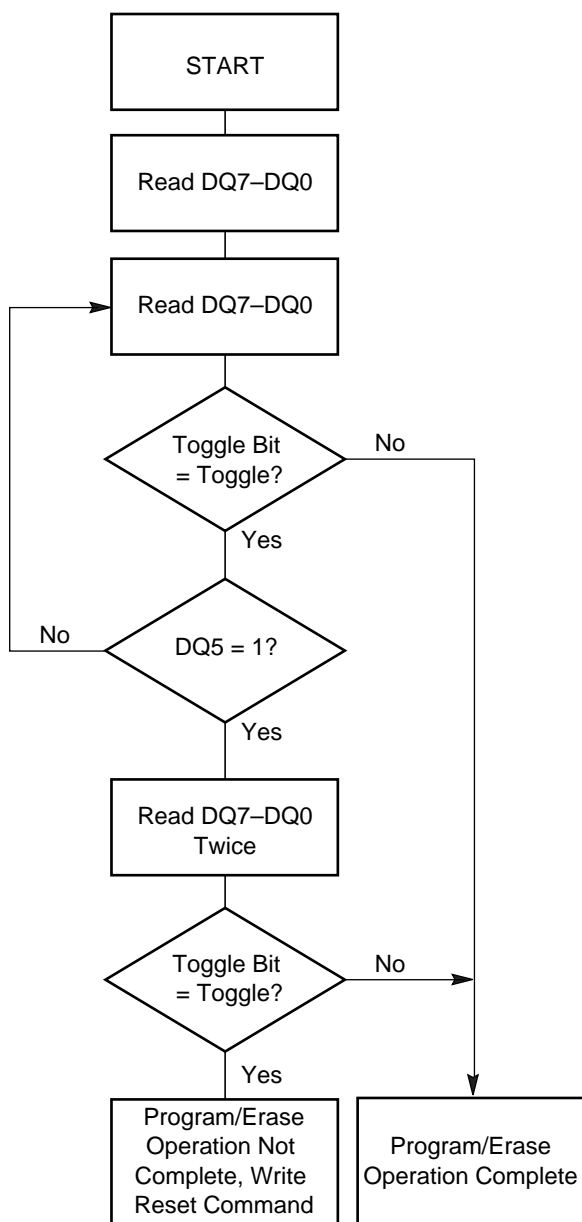 START
Read DQ7–DQ0
Read DQ7–DQ0
Toggle Bit
= Toggle?
No
Yes
No
DQ5 = 1?
Yes
Read DQ7–DQ0
Twice
Toggle Bit
= Toggle?
No
Yes
Program/Erase
Operation Not
Complete, Write
Reset Command
Program/Erase
Operation Complete